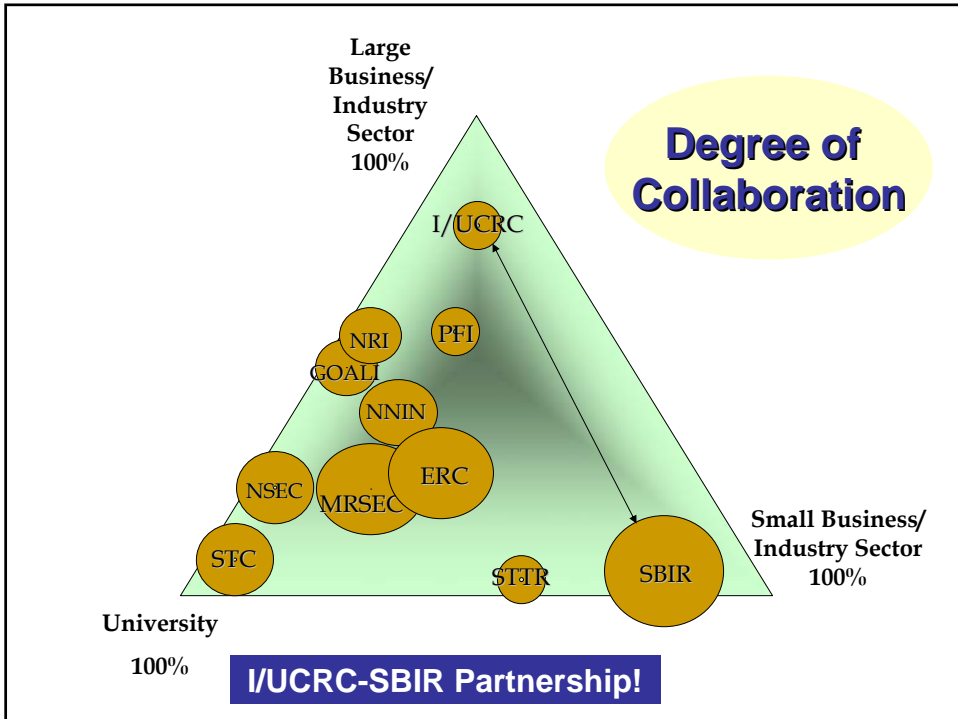 Large
Business/
Industry
Sector
100%
Degree of
Collaboration
I/UCRC
NRI
PFI
GOALI
NNIN
ERC
NSEC
MRSEC
STC
STTR
SBIR
Small Business/
Industry Sector
100%
University
100%
I/UCRC-SBIR Partnership!